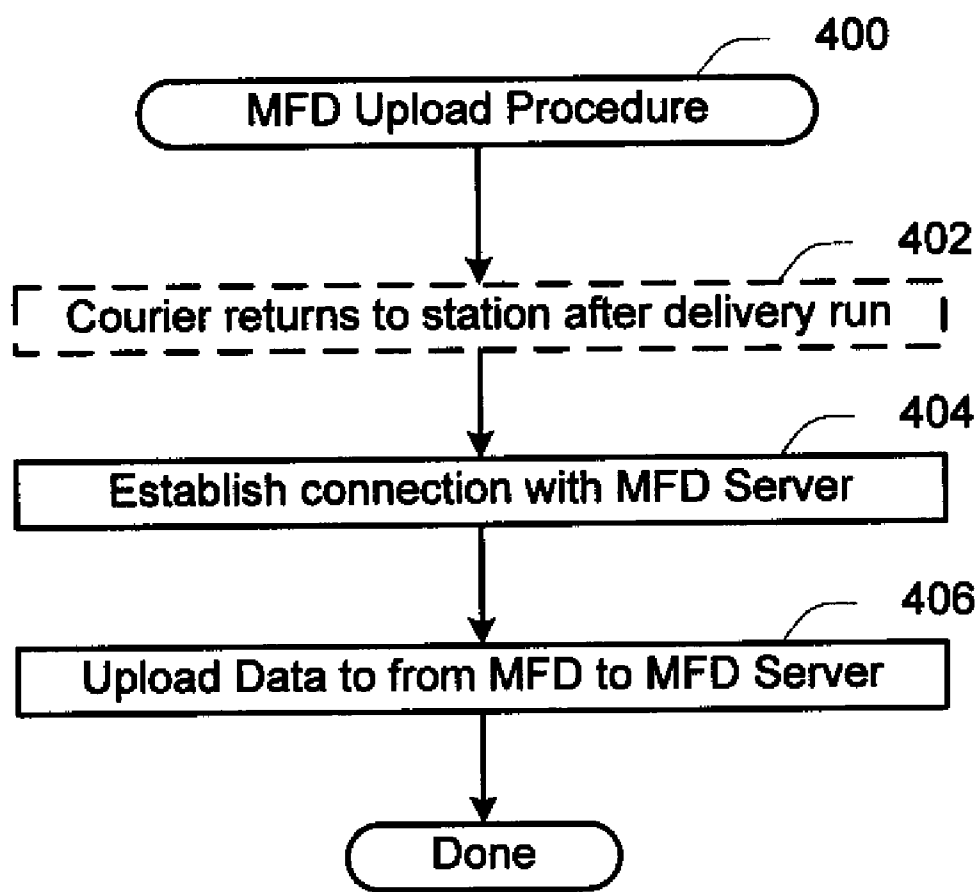 400
MFD Upload Procedure
402
Courier returns to station after delivery run
404
Establish connection with MFD Server
406
Upload Data to from MFD to MFD Server
Done